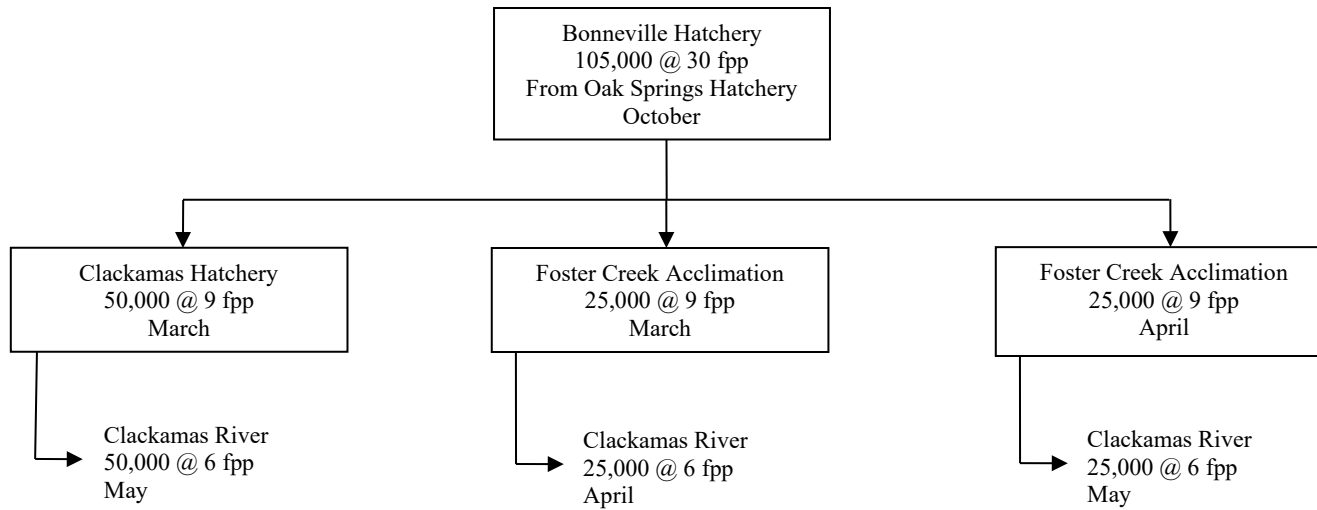 Bonneville Hatchery
105,000 @ 30 fpp
From Oak Springs Hatchery
October
Clackamas Hatchery
50,000 @ 9 fpp
March
Foster Creek Acclimation
25,000 @ 9 fpp
March
Foster Creek Acclimation
25,000 @ 9 fpp
April
Clackamas River
50,000 @ 6 fpp
May
Clackamas River
25,000 @ 6 fpp
April
Clackamas River
25,000 @ 6 fpp
May